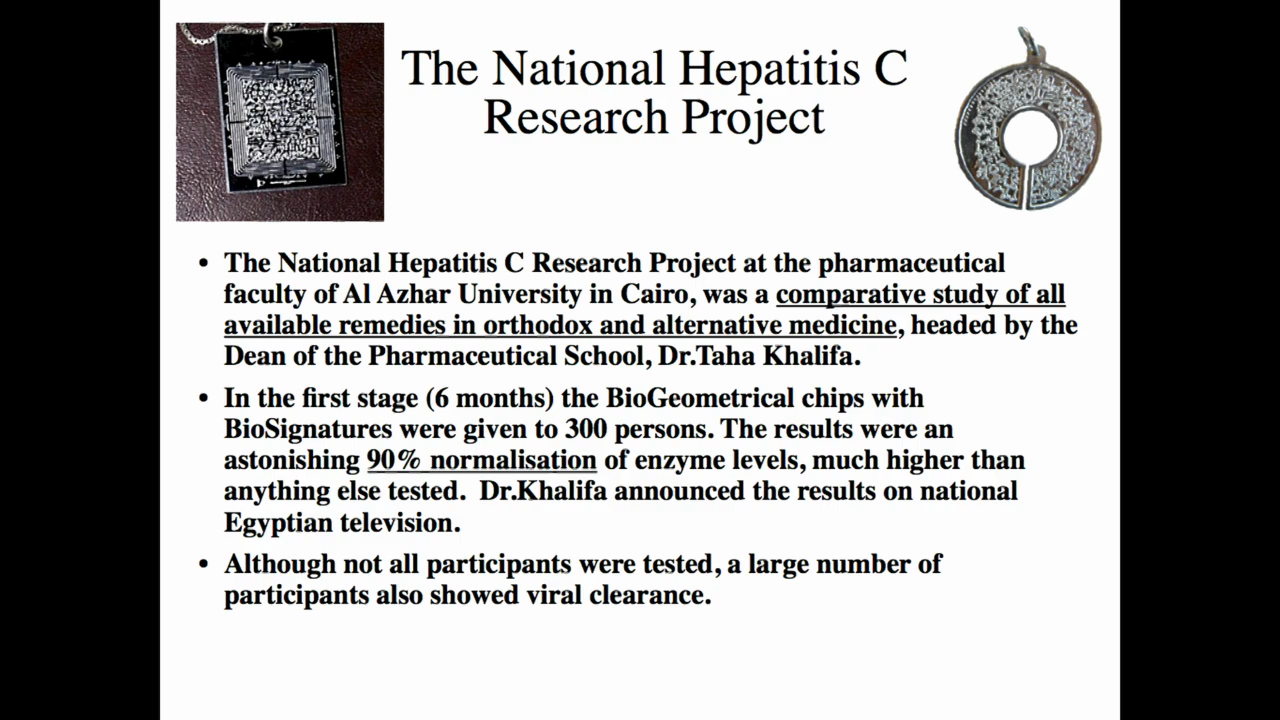 The National Hepatitis C
Research Project
• The National Hepatitis C Research Project at the pharmaceutical
faculty of Al Azhar University in Cairo, was a comparative study of all
available remedies in orthodox and alternative medicine, headed by the
Dean of the Pharmaceutical School, Dr.Taha Khalifa.
• In the first stage (6 months) the BioGeometrical chips with
BioSignatures were given to 300 persons. The results were an
astonishing 90% normalisation of enzyme levels, much higher than
anything else tested.  Dr.Khalifa announced the results on national
Egyptian television.
• Although not all participants were tested, a large number of
participants also showed viral clearance.